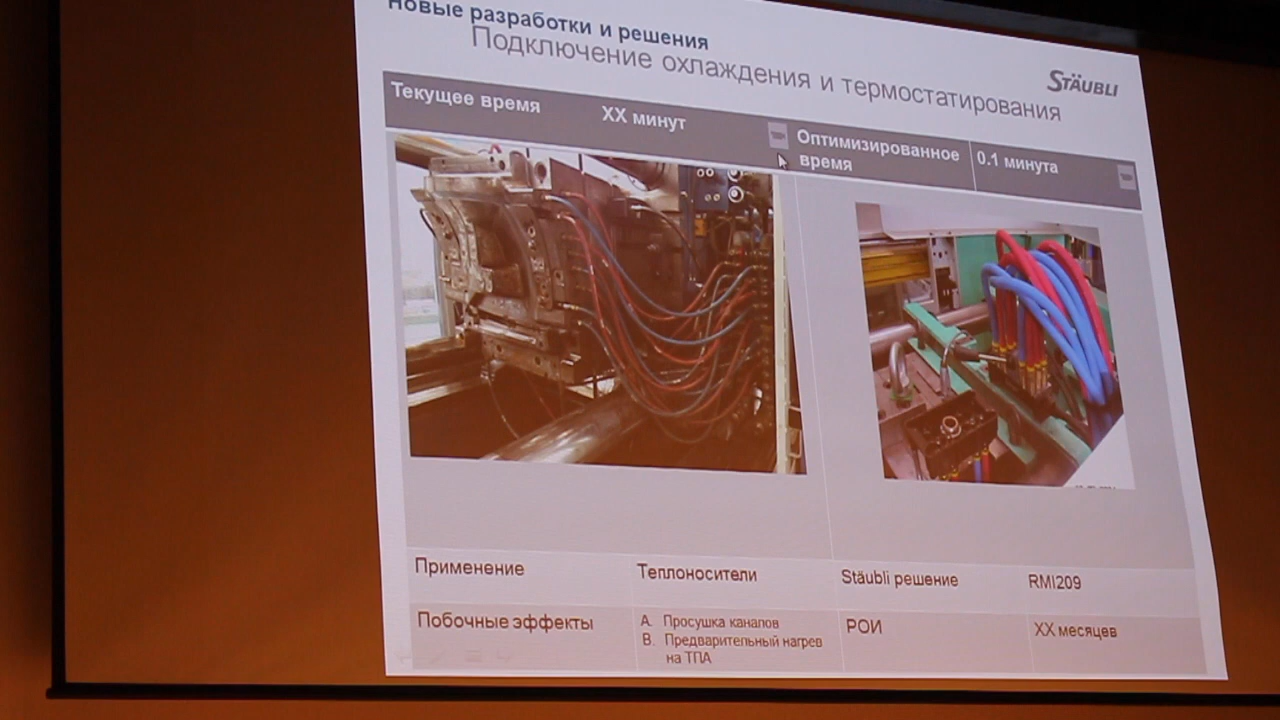 Новые разработки и решения
Подключение охлаждения и термостатирования
STÄUBLI
Текущее время
XX минут
Оптимизированное
время
0.1 минута
Применение
Теплоносители
Stäubli решение
RMI209
Побочные эффекты
A. Просушка каналов
B. Предварительный нагрев
на ТПА
РОИ
XX месяцев